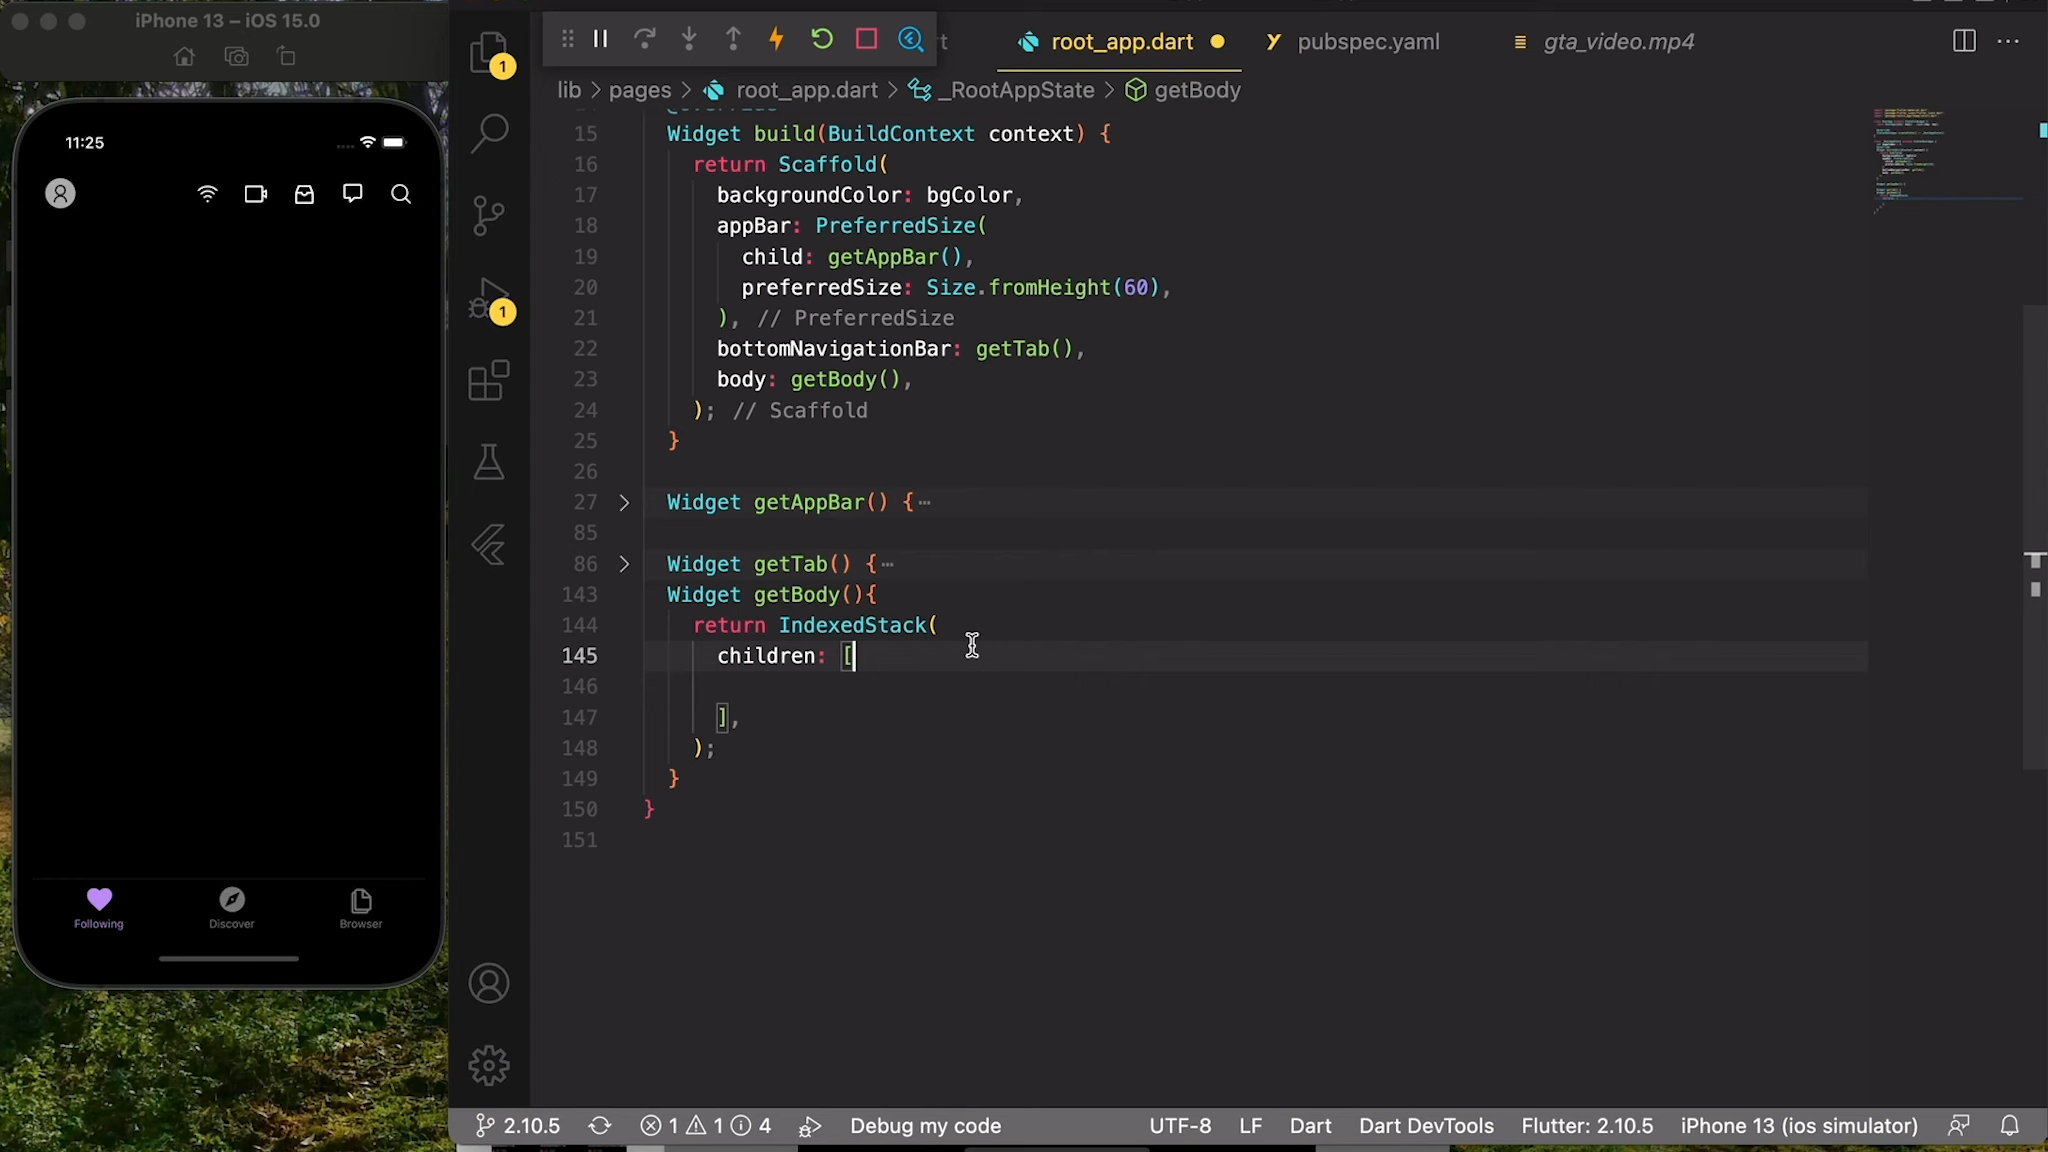 iPhone 13 – iOS 15.0
11:25
Following
Discover
Browser
1
1
rt
root_app.dart
pubspec.yaml
gta_video.mp4
lib > pages > root_app.dart > _RootAppState > getBody
15 Widget build(BuildContext context) {
16 return Scaffold(
17 backgroundColor: bgColor,
18 appBar: PreferredSize(
19 child: getAppBar(),
20 preferredSize: Size.fromHeight(60),
21 ), // PreferredSize
22 bottomNavigationBar: getTab(),
23 body: getBody(),
24 ); // Scaffold
25 }
26
27 Widget getAppBar() {…
85
86 Widget getTab() {…
143 Widget getBody(){
144 return IndexedStack(
145 children: [
146
147 ],
148 );
149 }
150 }
151
2.10.5 1 1 4 Debug my code UTF-8 LF Dart Dart DevTools Flutter: 2.10.5 iPhone 13 (ios simulator)